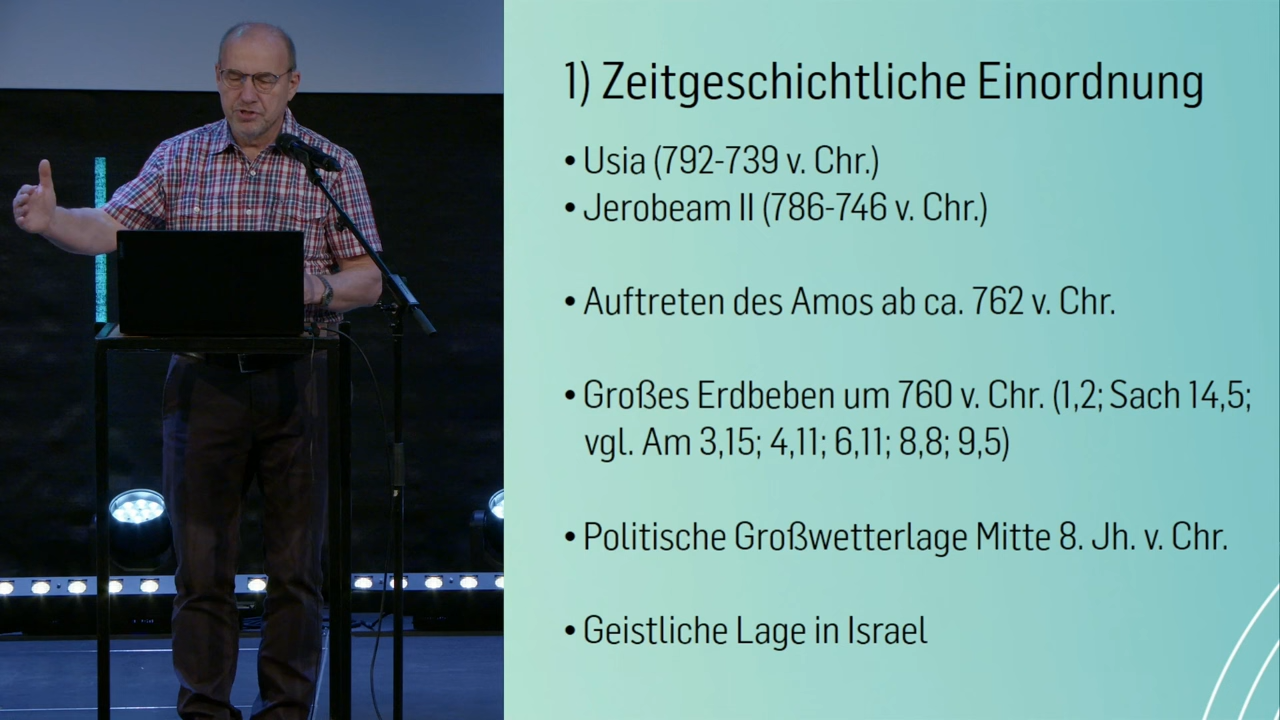 1) Zeitgeschichtliche Einordnung
• Usia (792-739 v. Chr.)
• Jerobeam II (786-746 v. Chr.)
• Auftreten des Amos ab ca. 762 v. Chr.
• Großes Erdbeben um 760 v. Chr. (1,2; Sach 14,5;
vgl. Am 3,15; 4,11; 6,11; 8,8; 9,5)
• Politische Großwetterlage Mitte 8. Jh. v. Chr.
• Geistliche Lage in Israel